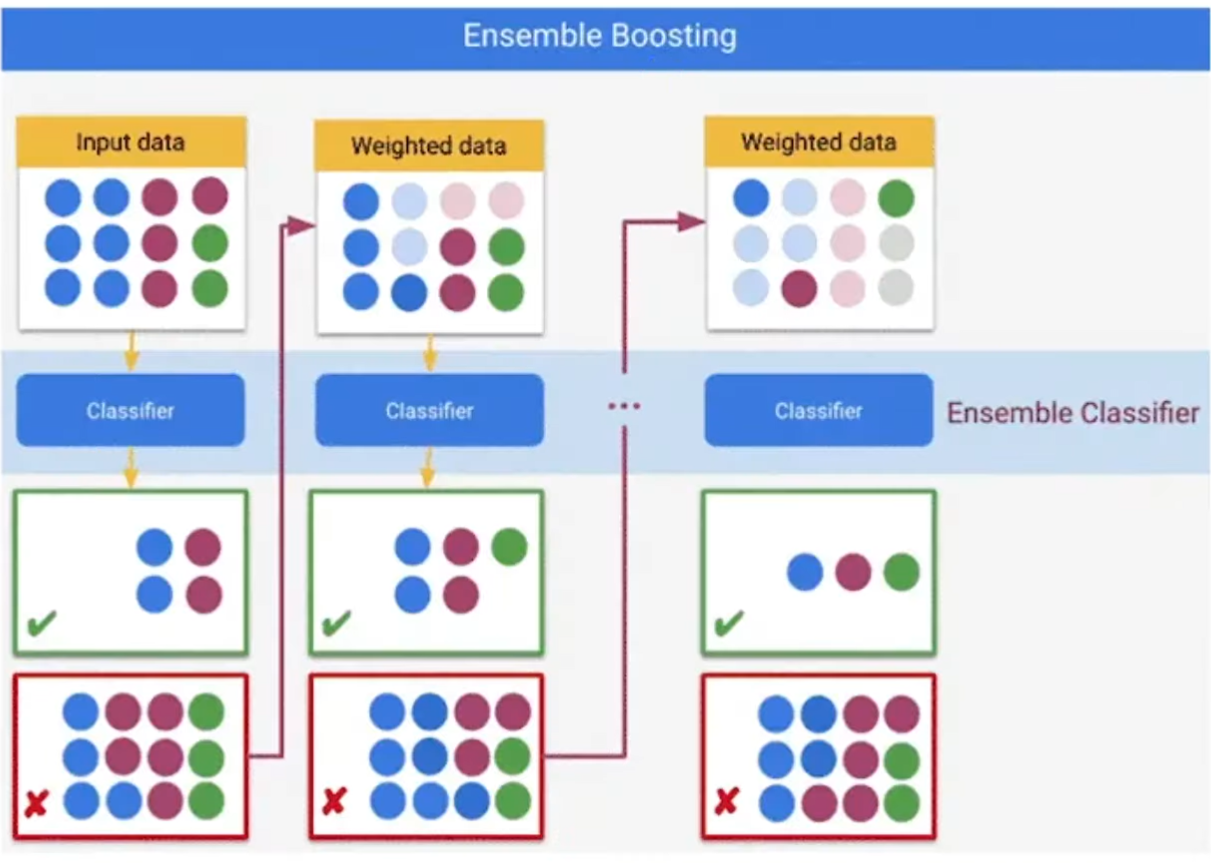 Ensemble Boosting
Input data
Weighted data
Weighted data
Classifier
Classifier
...
Classifier
Ensemble Classifier